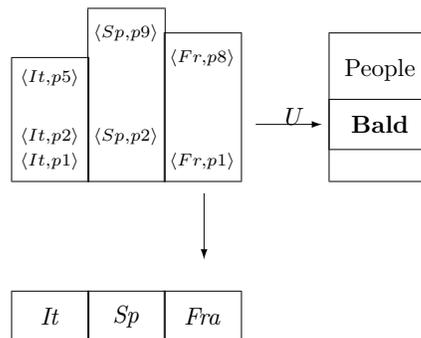 ⟨Sp,p9⟩
⟨Fr,p8⟩
⟨It,p5⟩
People
U
Bald
⟨It,p2⟩ ⟨Sp,p2⟩
⟨It,p1⟩ ⟨Fr,p1⟩
It Sp Fra